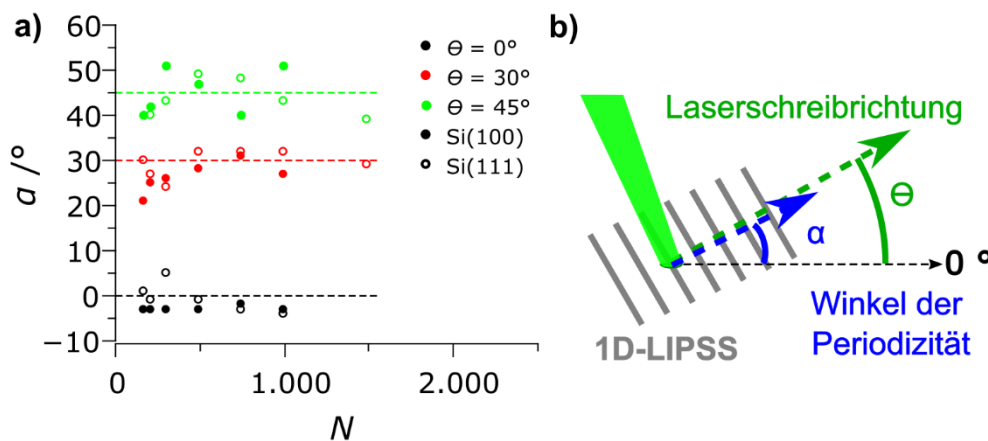 a)
60
50
40
30
20
10
0
−10
a /°
0
1.000
2.000
N
ϴ = 0°
ϴ = 30°
ϴ = 45°
Si(100)
Si(111)
b)
Laserschreibrichtung
ϴ
α
0 °
Winkel der
Periodizität
1D-LIPSS